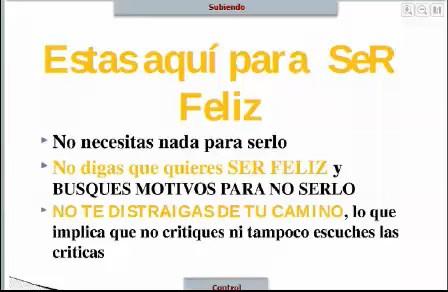 Subiendo
Estas aquí para SeR
Feliz
No necesitas nada para serlo
No digas que quieres SER FELIZ y
BUSQUES MOTIVOS PARA NO SERLO
NO TE DISTRAIGAS DE TU CAMINO, lo que
implica que no critiques ni tampoco escuches las
criticas
Control